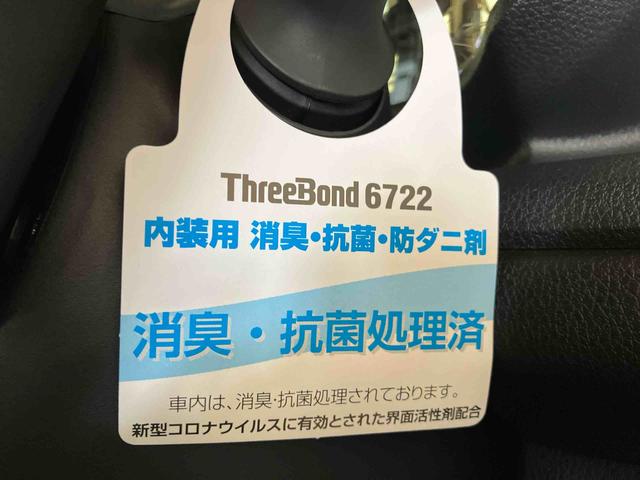 ThreeBond 6722
内装用 消臭・抗菌・防ダニ剤
消臭・抗菌処理済
車内は、消臭・抗菌処理されております。
新型コロナウイルスに有効とされた界面活性剤配合